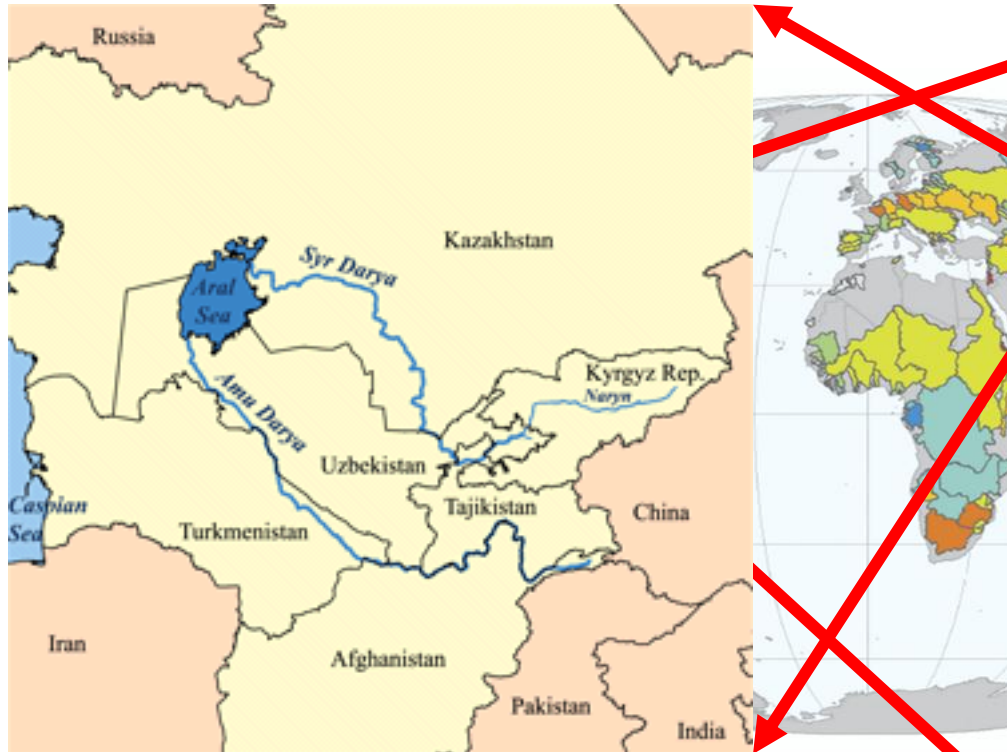 Russia
Kazakhstan
Syr Darya
Aral
Sea
Kyrgyz Rep.
Naryn
Amu Darya
Uzbekistan
Tajikistan
Caspian
Sea
Turkmenistan
China
Iran
Afghanistan
Pakistan
India